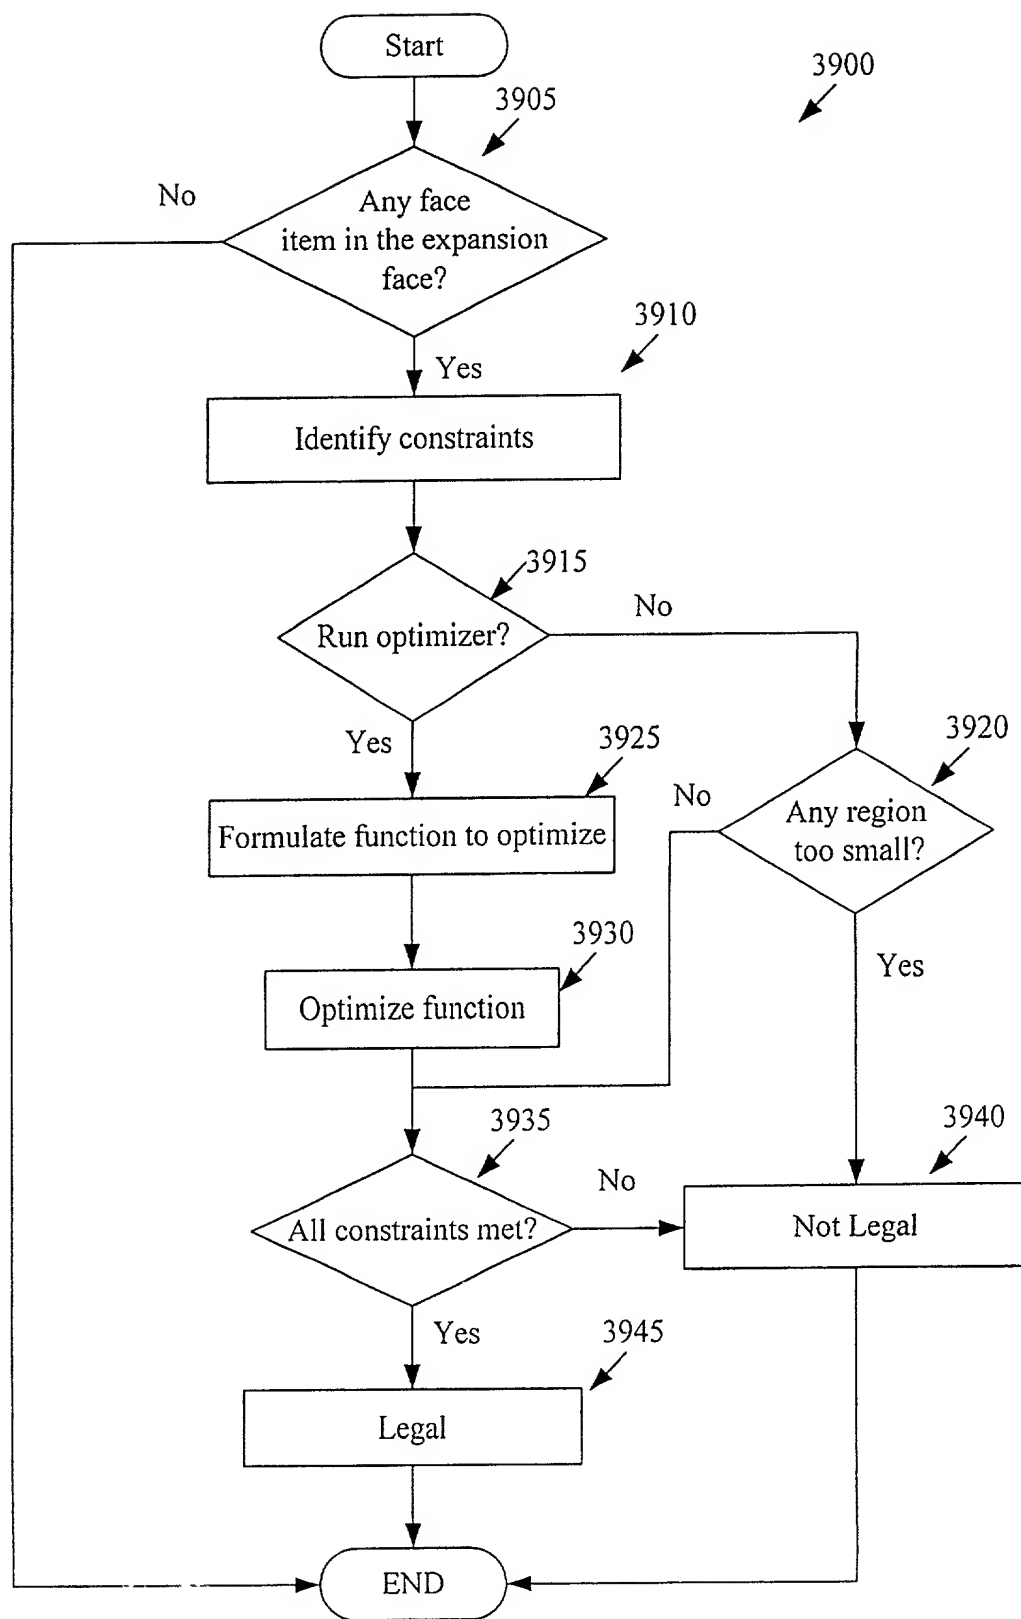 Start
3900
3905
No
Any face
item in the expansion
face?
3910
Yes
Identify constraints
3915
No
Run optimizer?
Yes
3925
3920
No
Any region
too small?
Formulate function to optimize
3930
Yes
Optimize function
3935
3940
No
All constraints met?
Not Legal
Yes
3945
Legal
END